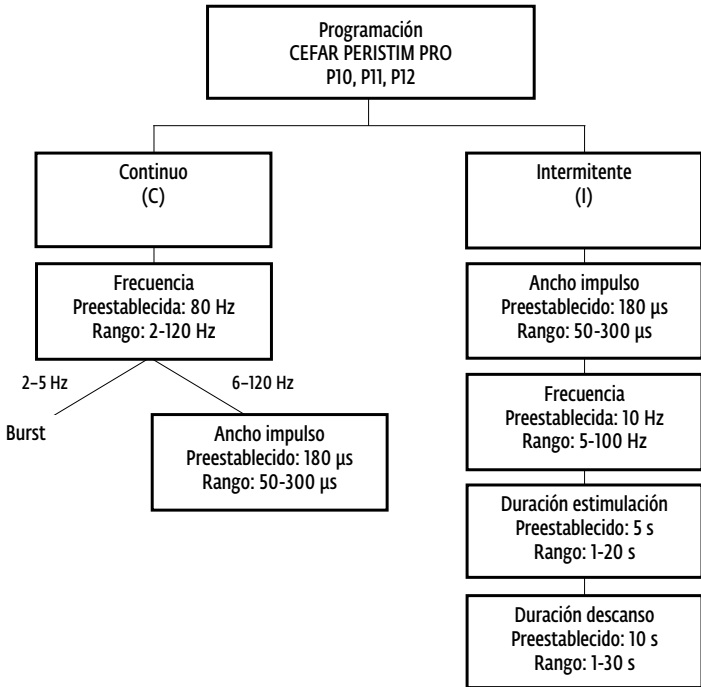 Programación
CEFAR PERISTIM PRO
P10, P11, P12
Continuo
(C)
Frecuencia
Preestablecida: 80 Hz
Rango: 2-120 Hz
2–5 Hz
6–120 Hz
Burst
Ancho impulso
Preestablecido: 180 µs
Rango: 50-300 µs
Intermitente
(I)
Ancho impulso
Preestablecido: 180 µs
Rango: 50-300 µs
Frecuencia
Preestablecida: 10 Hz
Rango: 5-100 Hz
Duración estimulación
Preestablecido: 5 s
Rango: 1-20 s
Duración descanso
Preestablecido: 10 s
Rango: 1-30 s